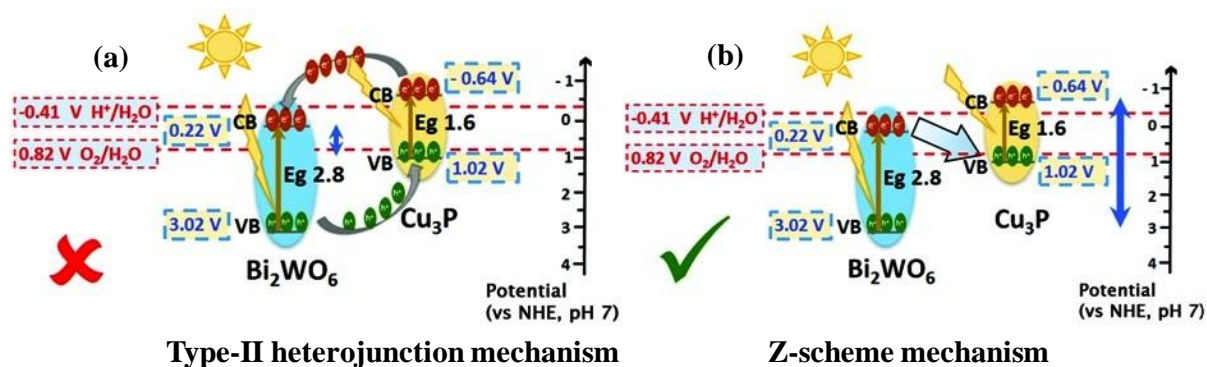 (a)
-0.41 V H⁺/H₂O
0.22 V
0.82 V O₂/H₂O
3.02 V
CB
VB
Eg 2.8
Bi₂WO₆
e⁻ e⁻ e⁻ e⁻
CB
- 0.64 V
Eg 1.6
VB
1.02 V
h⁺ h⁺ h⁺ h⁺
Cu₃P
-1
0
1
2
3
4
Potential
(vs NHE, pH 7)
Type-II heterojunction mechanism
(b)
-0.41 V H⁺/H₂O
0.22 V
0.82 V O₂/H₂O
3.02 V
CB
VB
Eg 2.8
Bi₂WO₆
CB
- 0.64 V
Eg 1.6
VB
1.02 V
Cu₃P
-1
0
1
2
3
4
Potential
(vs NHE, pH 7)
Z-scheme mechanism